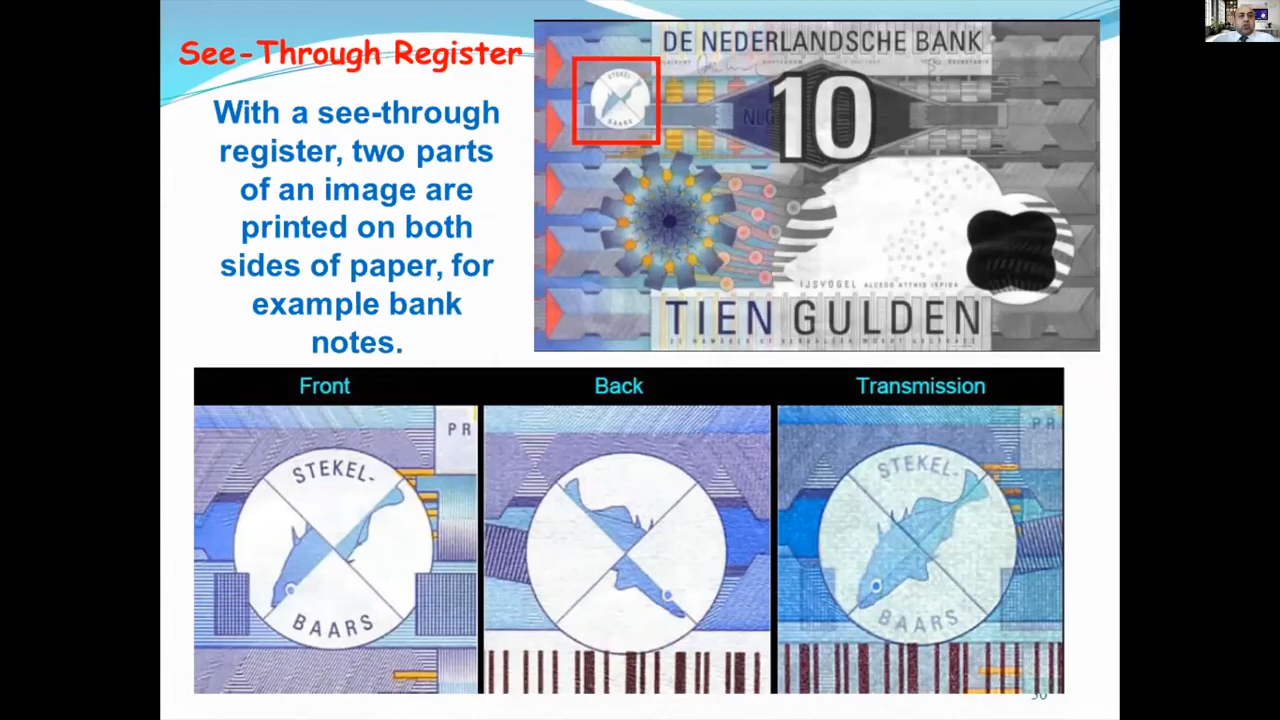 See-Through Register
With a see-through
register, two parts
of an image are
printed on both
sides of paper, for
example bank
notes.
DE NEDERLANDSCHE BANK
STEKEL-
BAARS
NLG
10
IJSVOGEL ALCEDO ATTHIS ISPIDA
TIEN GULDEN
Front
Back
Transmission
PR
STEKEL-
BAARS
PR
STEKEL-
BAARS